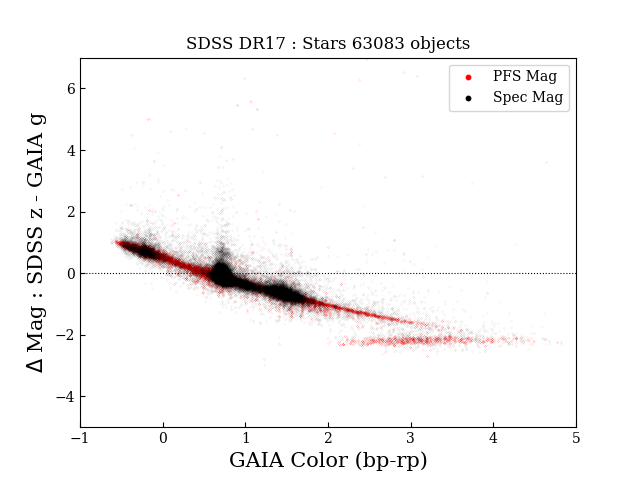 SDSS DR17 : Stars 63083 objects
PFS Mag
Spec Mag
Δ Mag : SDSS z - GAIA g
6
4
2
0
−2
−4
−1
0
1
2
3
4
5
GAIA Color (bp-rp)